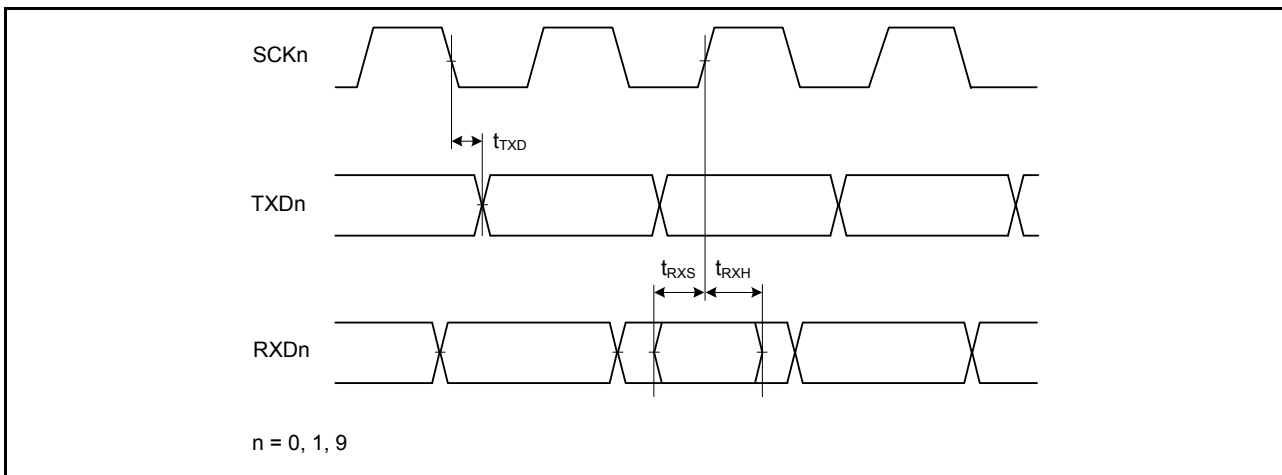 SCKn
tTXD
TXDn
tRXS tRXH
RXDn
n = 0, 1, 9